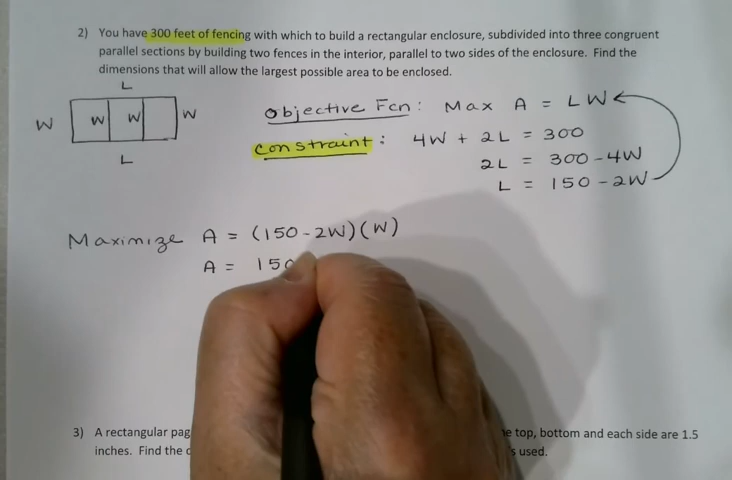 2) You have 300 feet of fencing with which to build a rectangular enclosure, subdivided into three congruent
parallel sections by building two fences in the interior, parallel to two sides of the enclosure. Find the
dimensions that will allow the largest possible area to be enclosed.
L
W W W W
L
Objective Fcn: Max A = LW
Constraint: 4W + 2L = 300
2L = 300 - 4W
L = 150 - 2W
Maximize A = (150 - 2W)(W)
A = 150
3) A rectangular top, bottom and each side are 1.5
inches. Find the used.